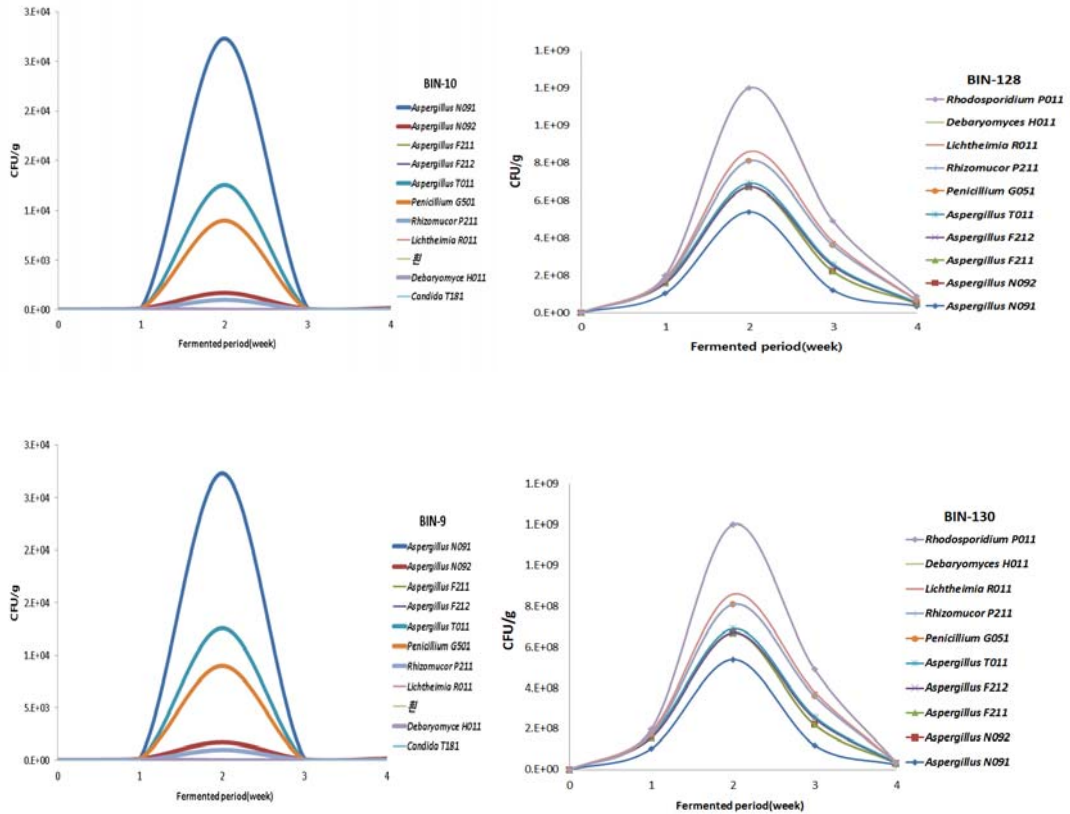 3.E+04
3.E+04
2.E+04
2.E+04
1.E+04
5.E+03
0.E+00
CFU/g
0 1 2 3 4
Fermented period(week)
BIN-10
Aspergillus N091
Aspergillus N092
Aspergillus F211
Aspergillus F212
Aspergillus T011
Penicillium G501
Rhizomucor P211
Lichtheimia R011
흰
Debaryomyce H011
Candida T181
1.E+09
1.E+09
1.E+09
8.E+08
6.E+08
4.E+08
2.E+08
0.E+00
CFU/g
0 1 2 3 4
Fermented period(week)
BIN-128
Rhodosporidium P011
Debaryomyces H011
Lichtheimia R011
Rhizomucor P211
Penicillium G051
Aspergillus T011
Aspergillus F212
Aspergillus F211
Aspergillus N092
Aspergillus N091
3.E+04
3.E+04
2.E+04
2.E+04
1.E+04
5.E+03
0.E+00
CFU/g
0 1 2 3 4
Fermented period(week)
BIN-9
Aspergillus N091
Aspergillus N092
Aspergillus F211
Aspergillus F212
Aspergillus T011
Penicillium G501
Rhizomucor P211
Lichtheimia R011
흰
Debaryomyce H011
Candida T181
1.E+09
1.E+09
1.E+09
8.E+08
6.E+08
4.E+08
2.E+08
0.E+00
CFU/g
0 1 2 3 4
Fermented period(week)
BIN-130
Rhodosporidium P011
Debaryomyces H011
Lichtheimia R011
Rhizomucor P211
Penicillium G051
Aspergillus T011
Aspergillus F212
Aspergillus F211
Aspergillus N092
Aspergillus N091